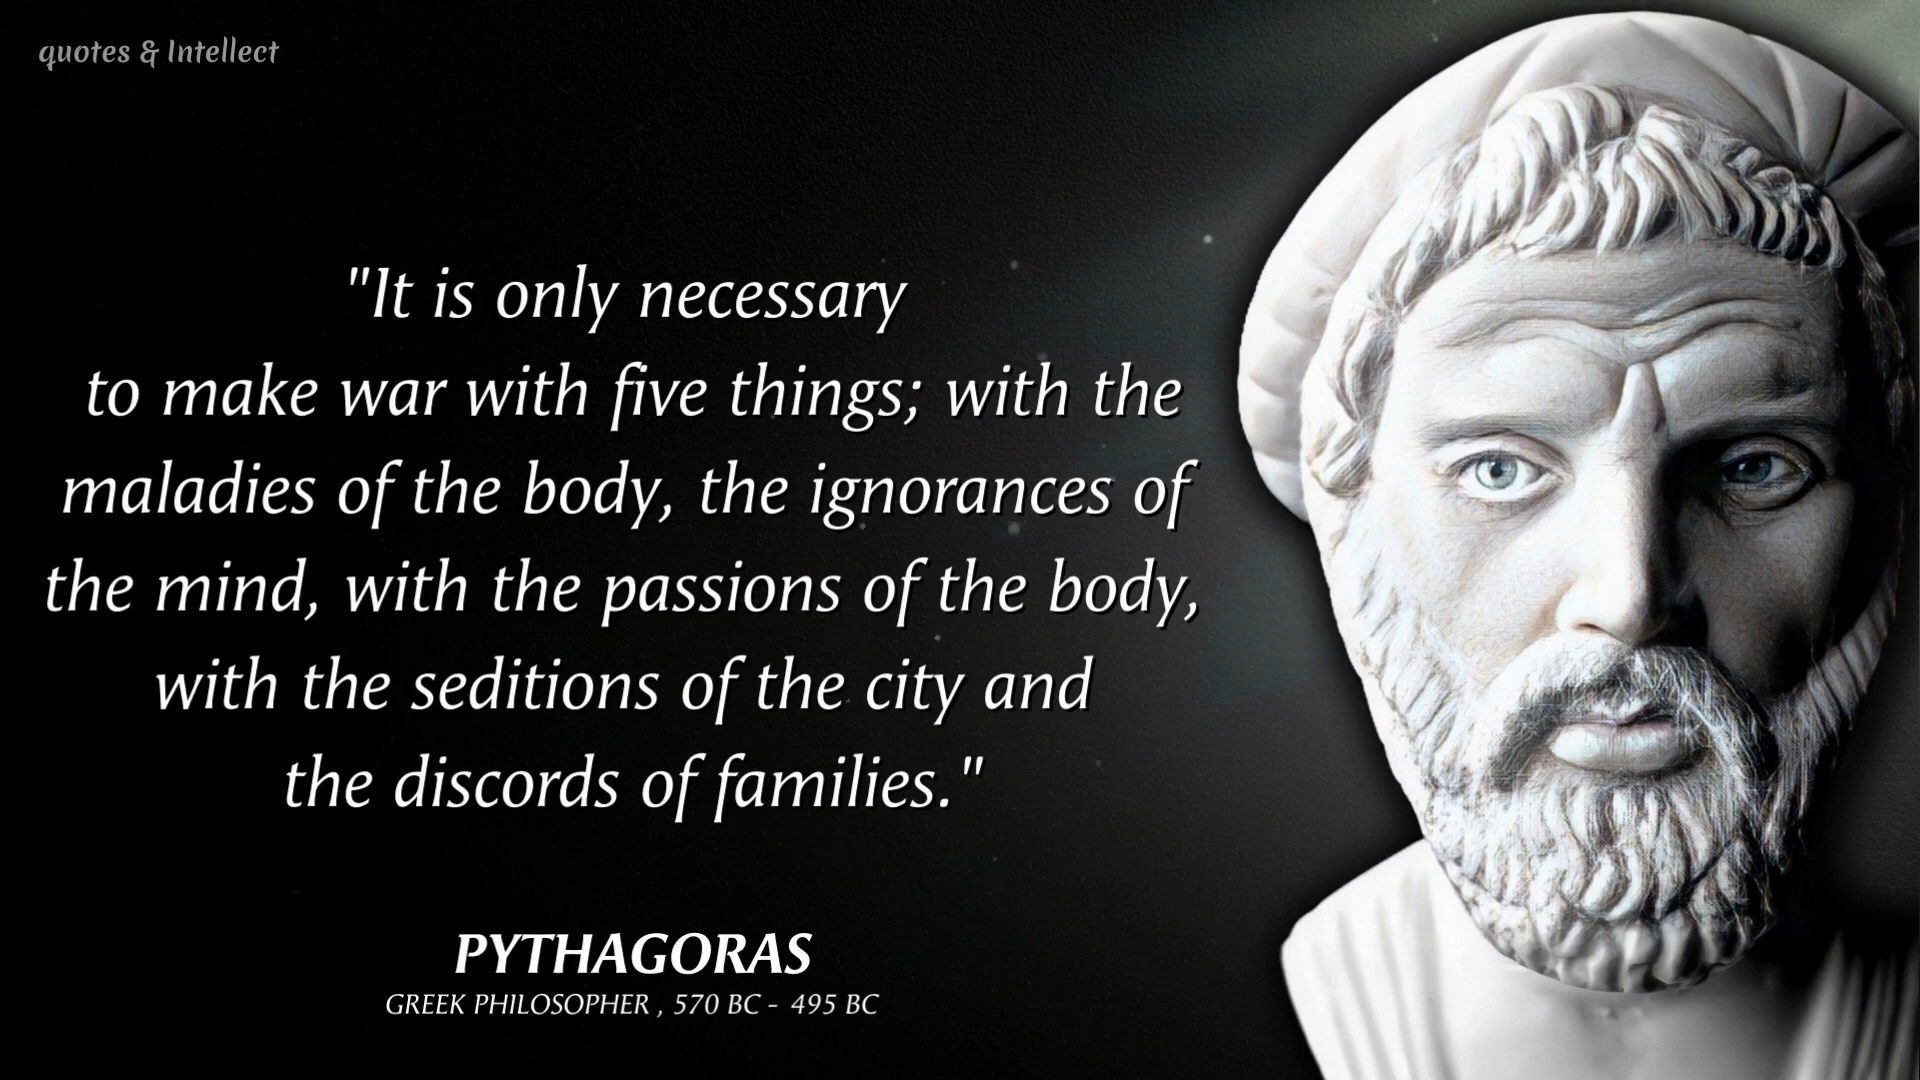 quotes & Intellect
"It is only necessary
to make war with five things; with the
maladies of the body, the ignorances of
the mind, with the passions of the body,
with the seditions of the city and
the discords of families."
PYTHAGORAS
GREEK PHILOSOPHER , 570 BC - 495 BC